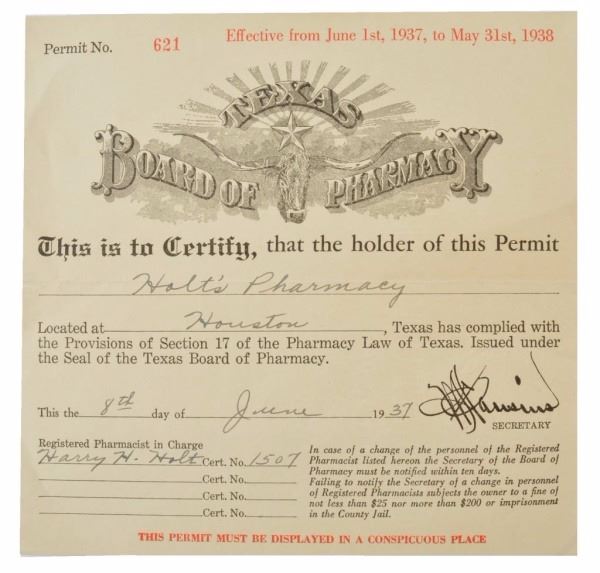 Permit No. 621 Effective from June 1st, 1937, to May 31st, 1938
TEXAS
BOARD OF PHARMACY
This is to Certify, that the holder of this Permit
Holt's Pharmacy
Located at Houston, Texas has complied with
the Provisions of Section 17 of the Pharmacy Law of Texas. Issued under
the Seal of the Texas Board of Pharmacy.
This the 8th day of June 1937
SECRETARY
Registered Pharmacist in Charge
Harry H. Holt Cert. No. 1507
Cert. No.
Cert. No.
Cert. No.
In case of a change of the personnel of the Registered
Pharmacist listed hereon the Secretary of the Board of
Pharmacy must be notified within ten days.
Failing to notify the Secretary of a change in personnel
of Registered Pharmacists subjects the owner to a fine of
not less than $25 nor more than $200 or imprisonment
in the County Jail.
THIS PERMIT MUST BE DISPLAYED IN A CONSPICUOUS PLACE